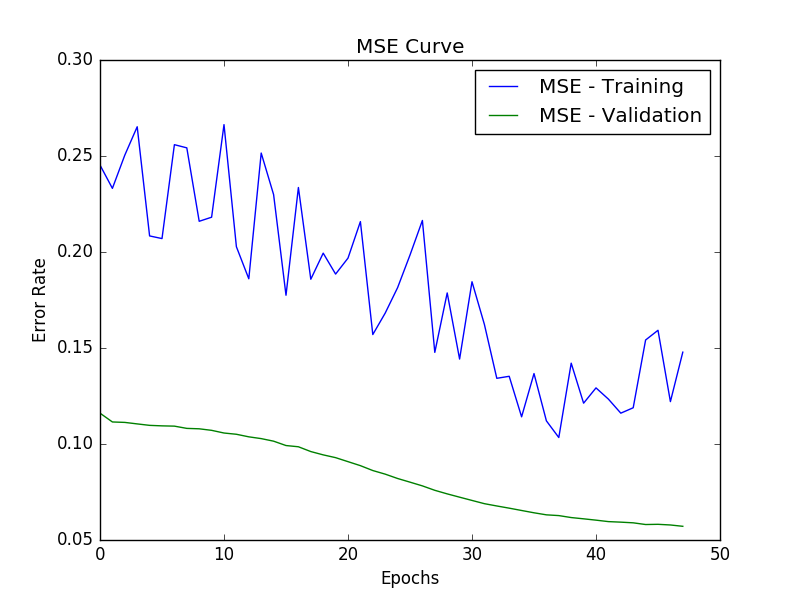 MSE Curve
MSE - Training
MSE - Validation
0.30
0.25
0.20
0.15
0.10
0.05
Error Rate
0 10 20 30 40 50
Epochs